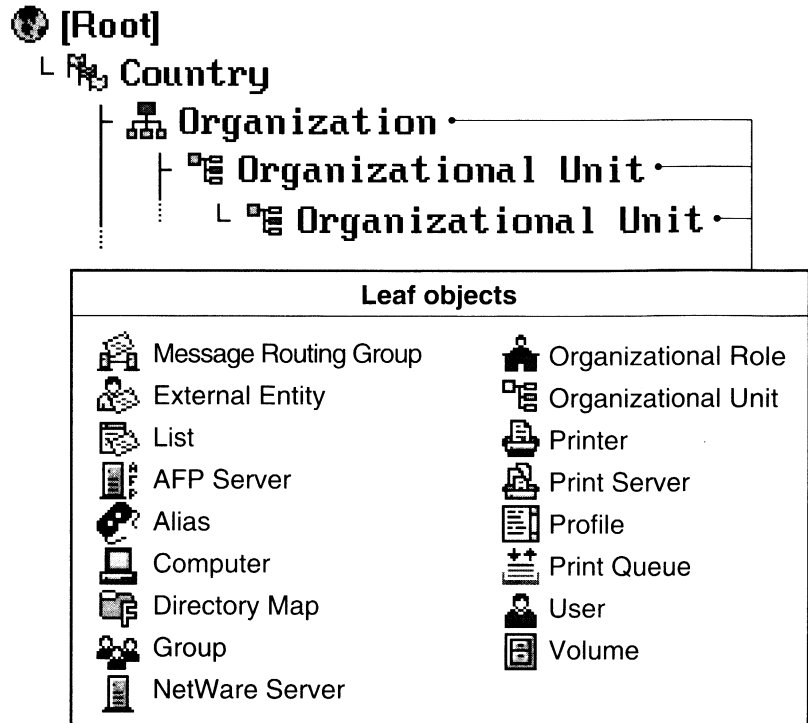 [Root]
Country
Organization
Organizational Unit
Organizational Unit
Leaf objects
Message Routing Group
External Entity
List
AFP Server
Alias
Computer
Directory Map
Group
NetWare Server
Organizational Role
Organizational Unit
Printer
Print Server
Profile
Print Queue
User
Volume